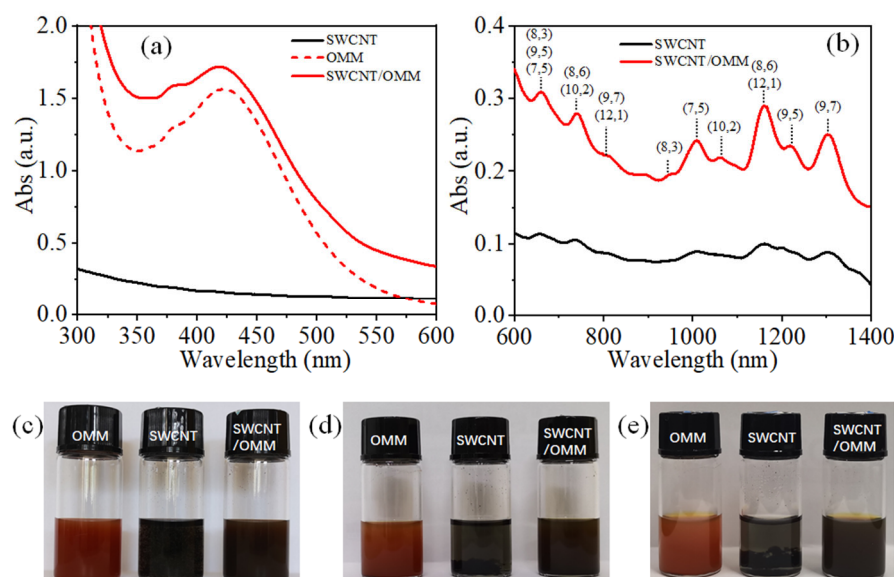 (a)
SWCNT
OMM
SWCNT/OMM
Abs (a.u.)
2.0
1.5
1.0
0.5
0.0
300 350 400 450 500 550 600
Wavelength (nm)
(b)
SWCNT
SWCNT/OMM
Abs (a.u.)
0.4
0.3
0.2
0.1
0.0
(8,3)
(9,5)
(7,5)
(8,6)
(10,2)
(9,7)
(12,1)
(8,3)
(7,5)
(10,2)
(8,6)
(12,1)
(9,5)
(9,7)
600 800 1000 1200 1400
Wavelength (nm)
(c)
OMM
SWCNT
SWCNT
/OMM
(d)
OMM
SWCNT
SWCNT
/OMM
(e)
OMM
SWCNT
SWCNT
/OMM